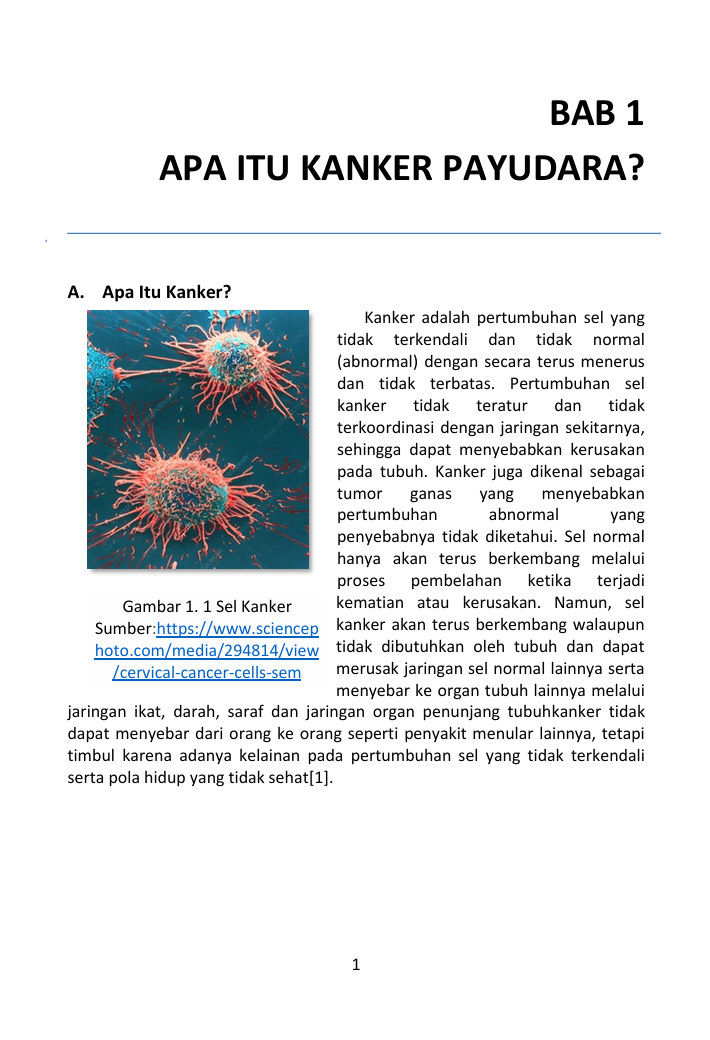 BAB 1
APA ITU KANKER PAYUDARA?
A. Apa Itu Kanker?
Kanker adalah pertumbuhan sel yang
tidak terkendali dan tidak normal
(abnormal) dengan secara terus menerus
dan tidak terbatas. Pertumbuhan sel
kanker tidak teratur dan tidak
terkoordinasi dengan jaringan sekitarnya,
sehingga dapat menyebabkan kerusakan
pada tubuh. Kanker juga dikenal sebagai
tumor ganas yang menyebabkan
pertumbuhan abnormal yang
penyebabnya tidak diketahui. Sel normal
hanya akan terus berkembang melalui
proses pembelahan ketika terjadi
kematian atau kerusakan. Namun, sel
kanker akan terus berkembang walaupun
tidak dibutuhkan oleh tubuh dan dapat
merusak jaringan sel normal lainnya serta
menyebar ke organ tubuh lainnya melalui
jaringan ikat, darah, saraf dan jaringan organ penunjang tubuhkanker tidak
dapat menyebar dari orang ke orang seperti penyakit menular lainnya, tetapi
timbul karena adanya kelainan pada pertumbuhan sel yang tidak terkendali
serta pola hidup yang tidak sehat[1].
Gambar 1. 1 Sel Kanker
Sumber:https://www.sciencep
hoto.com/media/294814/view
/cervical-cancer-cells-sem
1